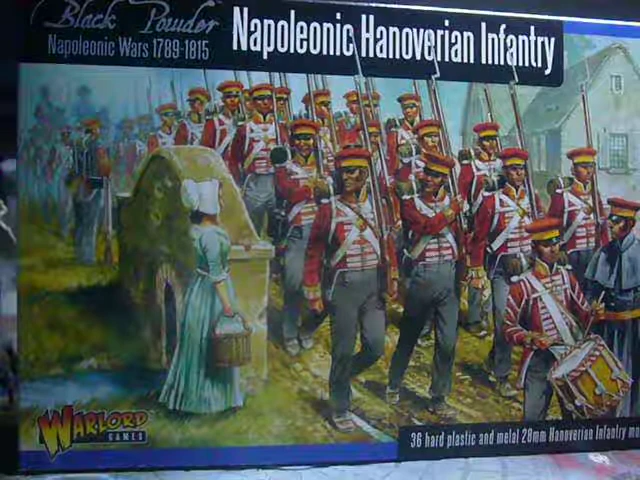 Black Powder
Napoleonic Wars 1789-1815
Napoleonic Hanoverian Infantry
WARLORD
GAMES
36 hard plastic and metal 28mm Hanoverian Infantry